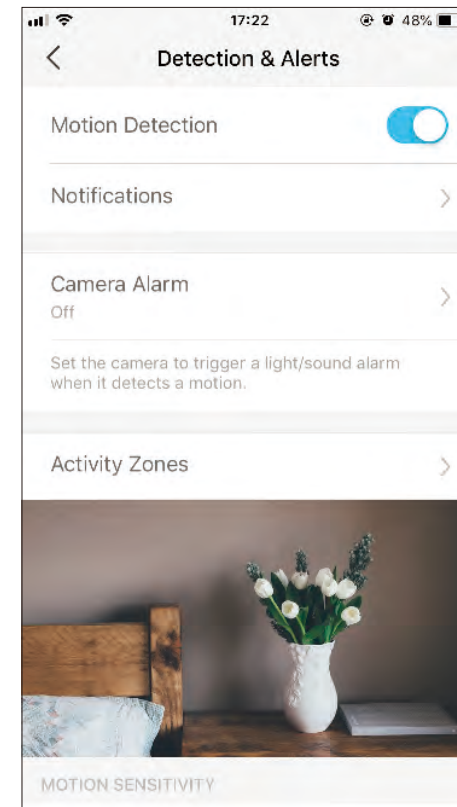 17:22
48%
Detection & Alerts
Motion Detection
Notifications
Camera Alarm
Off
Set the camera to trigger a light/sound alarm
when it detects a motion.
Activity Zones
MOTION SENSITIVITY